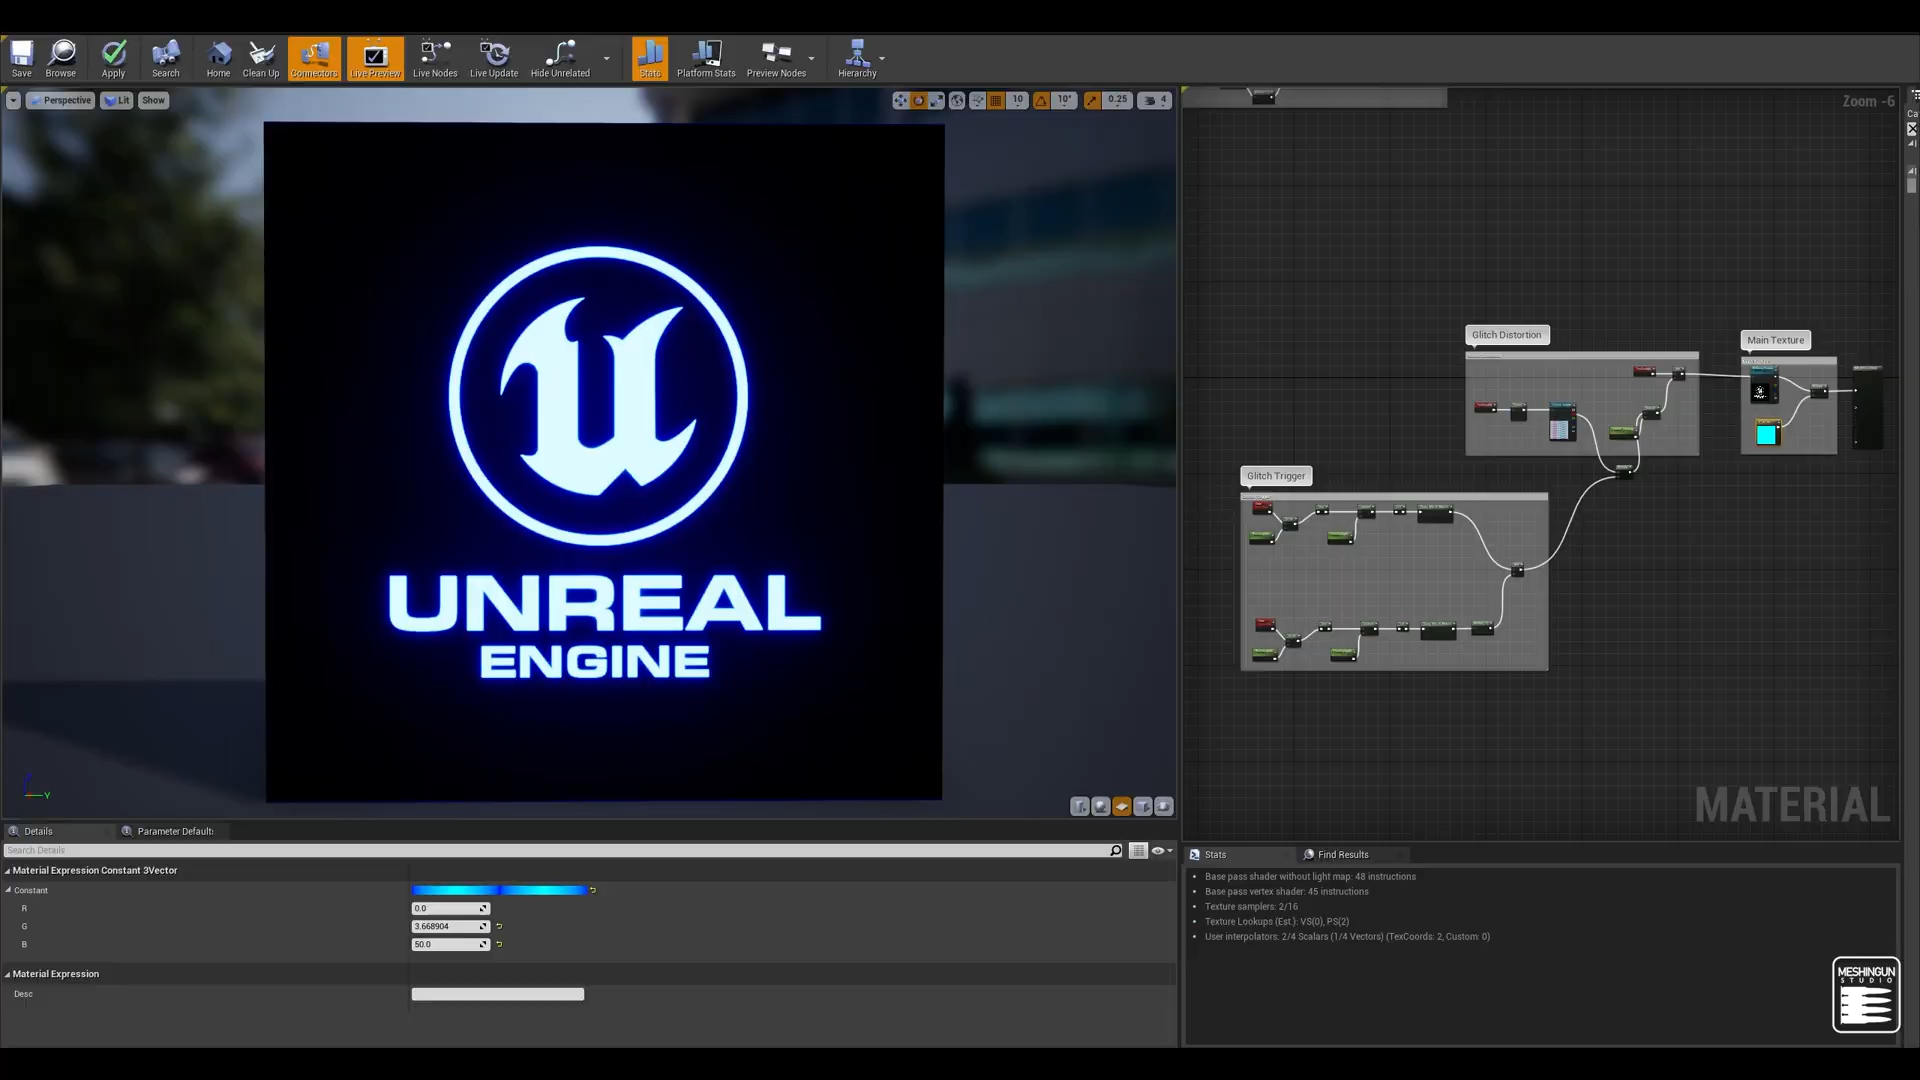 Save
Browse
Apply
Search
Home
Clean Up
Connectors
Live Preview
Live Nodes
Live Update
Hide Unrelated
Stats
Platform Stats
Preview Nodes
Hierarchy
Perspective
Lit
Show
10
10°
0.25
4
Zoom -6
Ca
UNREAL
ENGINE
Y
Glitch Distortion
Main Texture
Glitch Trigger
MATERIAL
Details
Parameter Defaults
Search Details
Material Expression Constant 3Vector
Constant
R
0.0
G
3.668904
B
50.0
Material Expression
Desc
Stats
Find Results
Base pass shader without light map: 48 instructions
Base pass vertex shader: 45 instructions
Texture samplers: 2/16
Texture Lookups (Est.): VS(0), PS(2)
User interpolators: 2/4 Scalars (1/4 Vectors) (TexCoords: 2, Custom: 0)
MESHINGUN
STUDIO